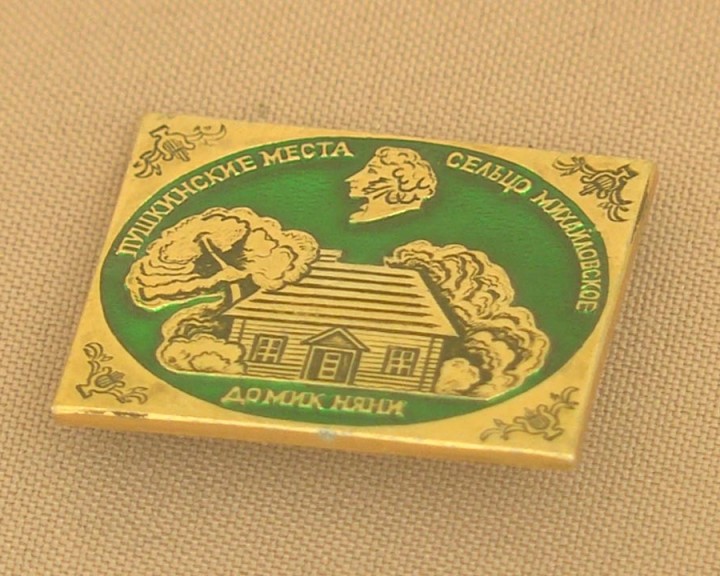 ПУШКИНСКИЕ МЕСТА
СЕЛЬЦО МИХАЙЛОВСКОЕ
ДОМИК НЯНИ